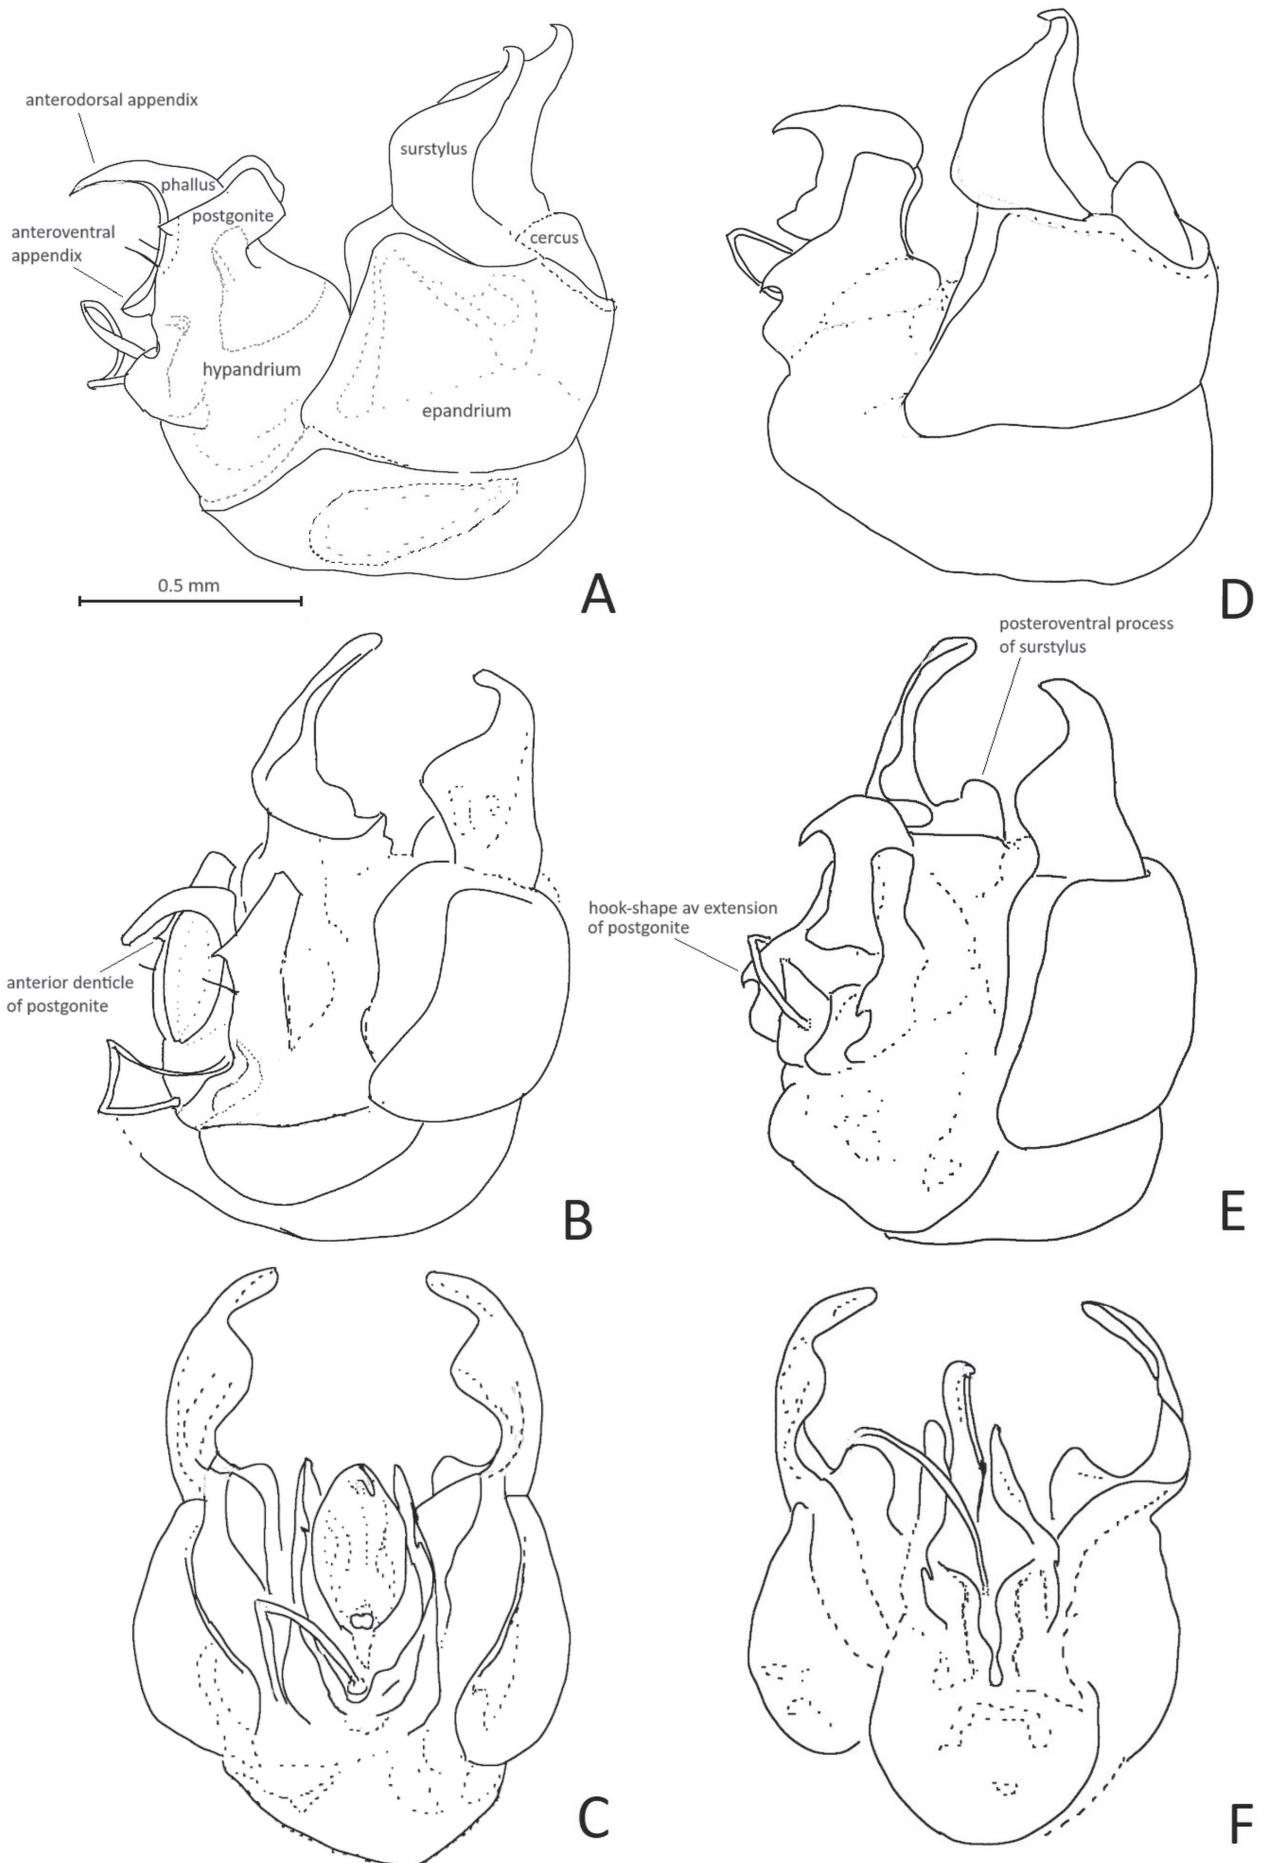 anterodorsal appendix
surstylus
phallus
postgonite
anteroventral
appendix
cercus
hypandrium
epandrium
0.5 mm
A
D
posteroventral process
of surstylus
hook-shape av extension
of postgonite
anterior denticle
of postgonite
B
E
C
F